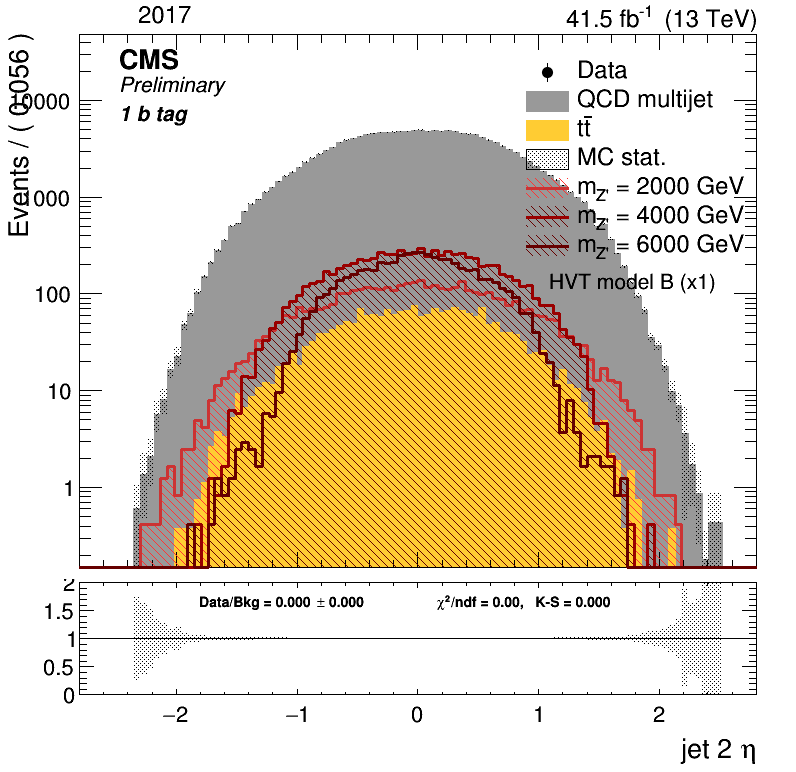 2017
41.5 fb⁻¹ (13 TeV)
CMS
Preliminary
1 b tag
Data
QCD multijet
tt̄
MC stat.
m_Z' = 2000 GeV
m_Z' = 4000 GeV
m_Z' = 6000 GeV
HVT model B (x1)
Events / ( 0.056 )
10000
1000
100
10
1
Data/Bkg = 0.000 ± 0.000
χ²/ndf = 0.00, K-S = 0.000
2
1.5
1
0.5
0
−2 −1 0 1 2
jet 2 η